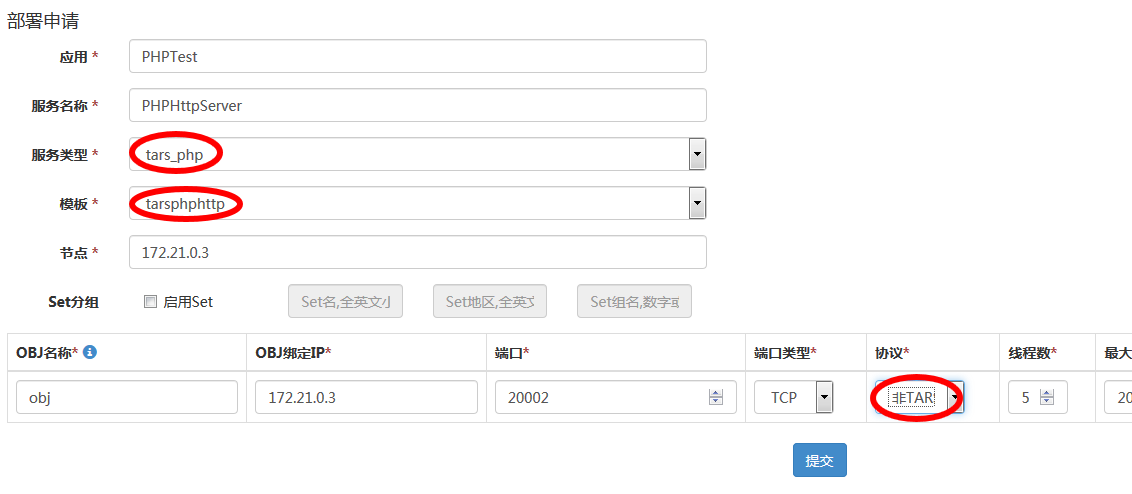 部署申请
应用 * PHPTest
服务名称 * PHPHttpServer
服务类型 * tars_php
模板 * tarsphphttp
节点 * 172.21.0.3
Set分组 启用Set Set名,全英文小 Set地区,全英文 Set组名,数字或
OBJ名称* OBJ绑定IP* 端口* 端口类型* 协议* 线程数* 最大
obj 172.21.0.3 20002 TCP 非TAR 5 20
提交